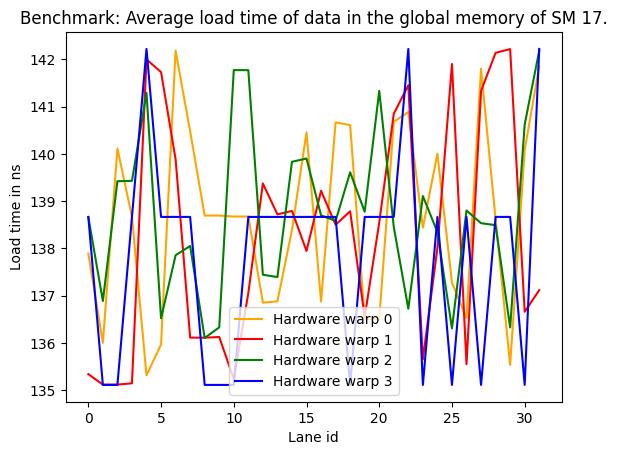 Benchmark: Average load time of data in the global memory of SM 17.
142
141
140
139
138
137
136
135
Load time in ns
Hardware warp 0
Hardware warp 1
Hardware warp 2
Hardware warp 3
0 5 10 15 20 25 30
Lane id